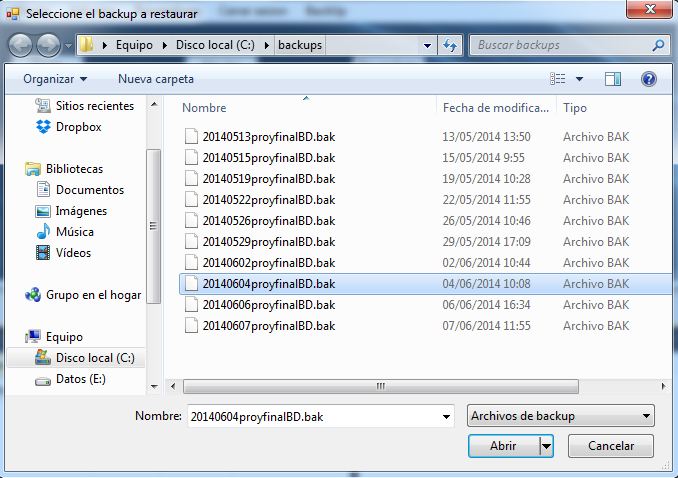 Seleccione el backup a restaurar
Equipo Disco local (C:) backups
Buscar backups
Organizar Nueva carpeta
Sitios recientes
Dropbox
Bibliotecas
Documentos
Imágenes
Música
Vídeos
Grupo en el hogar
Equipo
Disco local (C:)
Datos (E:)
Nombre Fecha de modifica... Tipo
20140513proyfinalBD.bak 13/05/2014 13:50 Archivo BAK
20140515proyfinalBD.bak 15/05/2014 9:55 Archivo BAK
20140519proyfinalBD.bak 19/05/2014 10:28 Archivo BAK
20140522proyfinalBD.bak 22/05/2014 11:55 Archivo BAK
20140526proyfinalBD.bak 26/05/2014 10:46 Archivo BAK
20140529proyfinalBD.bak 29/05/2014 17:09 Archivo BAK
20140602proyfinalBD.bak 02/06/2014 10:44 Archivo BAK
20140604proyfinalBD.bak 04/06/2014 10:08 Archivo BAK
20140606proyfinalBD.bak 06/06/2014 16:34 Archivo BAK
20140607proyfinalBD.bak 07/06/2014 11:55 Archivo BAK
Nombre: 20140604proyfinalBD.bak Archivos de backup
Abrir Cancelar